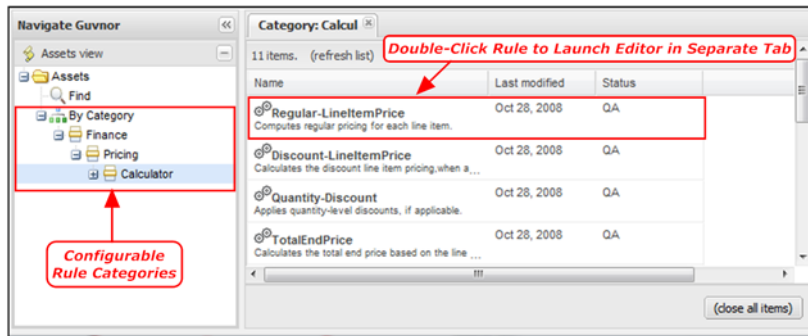 Navigate Guvnor
Assets view
Assets
Find
By Category
Finance
Pricing
Calculator
Configurable
Rule Categories
Category: Calcul
11 items. (refresh list)
Double-Click Rule to Launch Editor in Separate Tab
Name Last modified Status
Regular-LineItemPrice Oct 28, 2008 QA
Computes regular pricing for each line item.
Discount-LineItemPrice Oct 28, 2008 QA
Calculates the discount line item pricing,when a...
Quantity-Discount Oct 28, 2008 QA
Applies quantity-level discounts, if applicable.
TotalEndPrice Oct 28, 2008 QA
Calculates the total end price based on the line ...
(close all items)